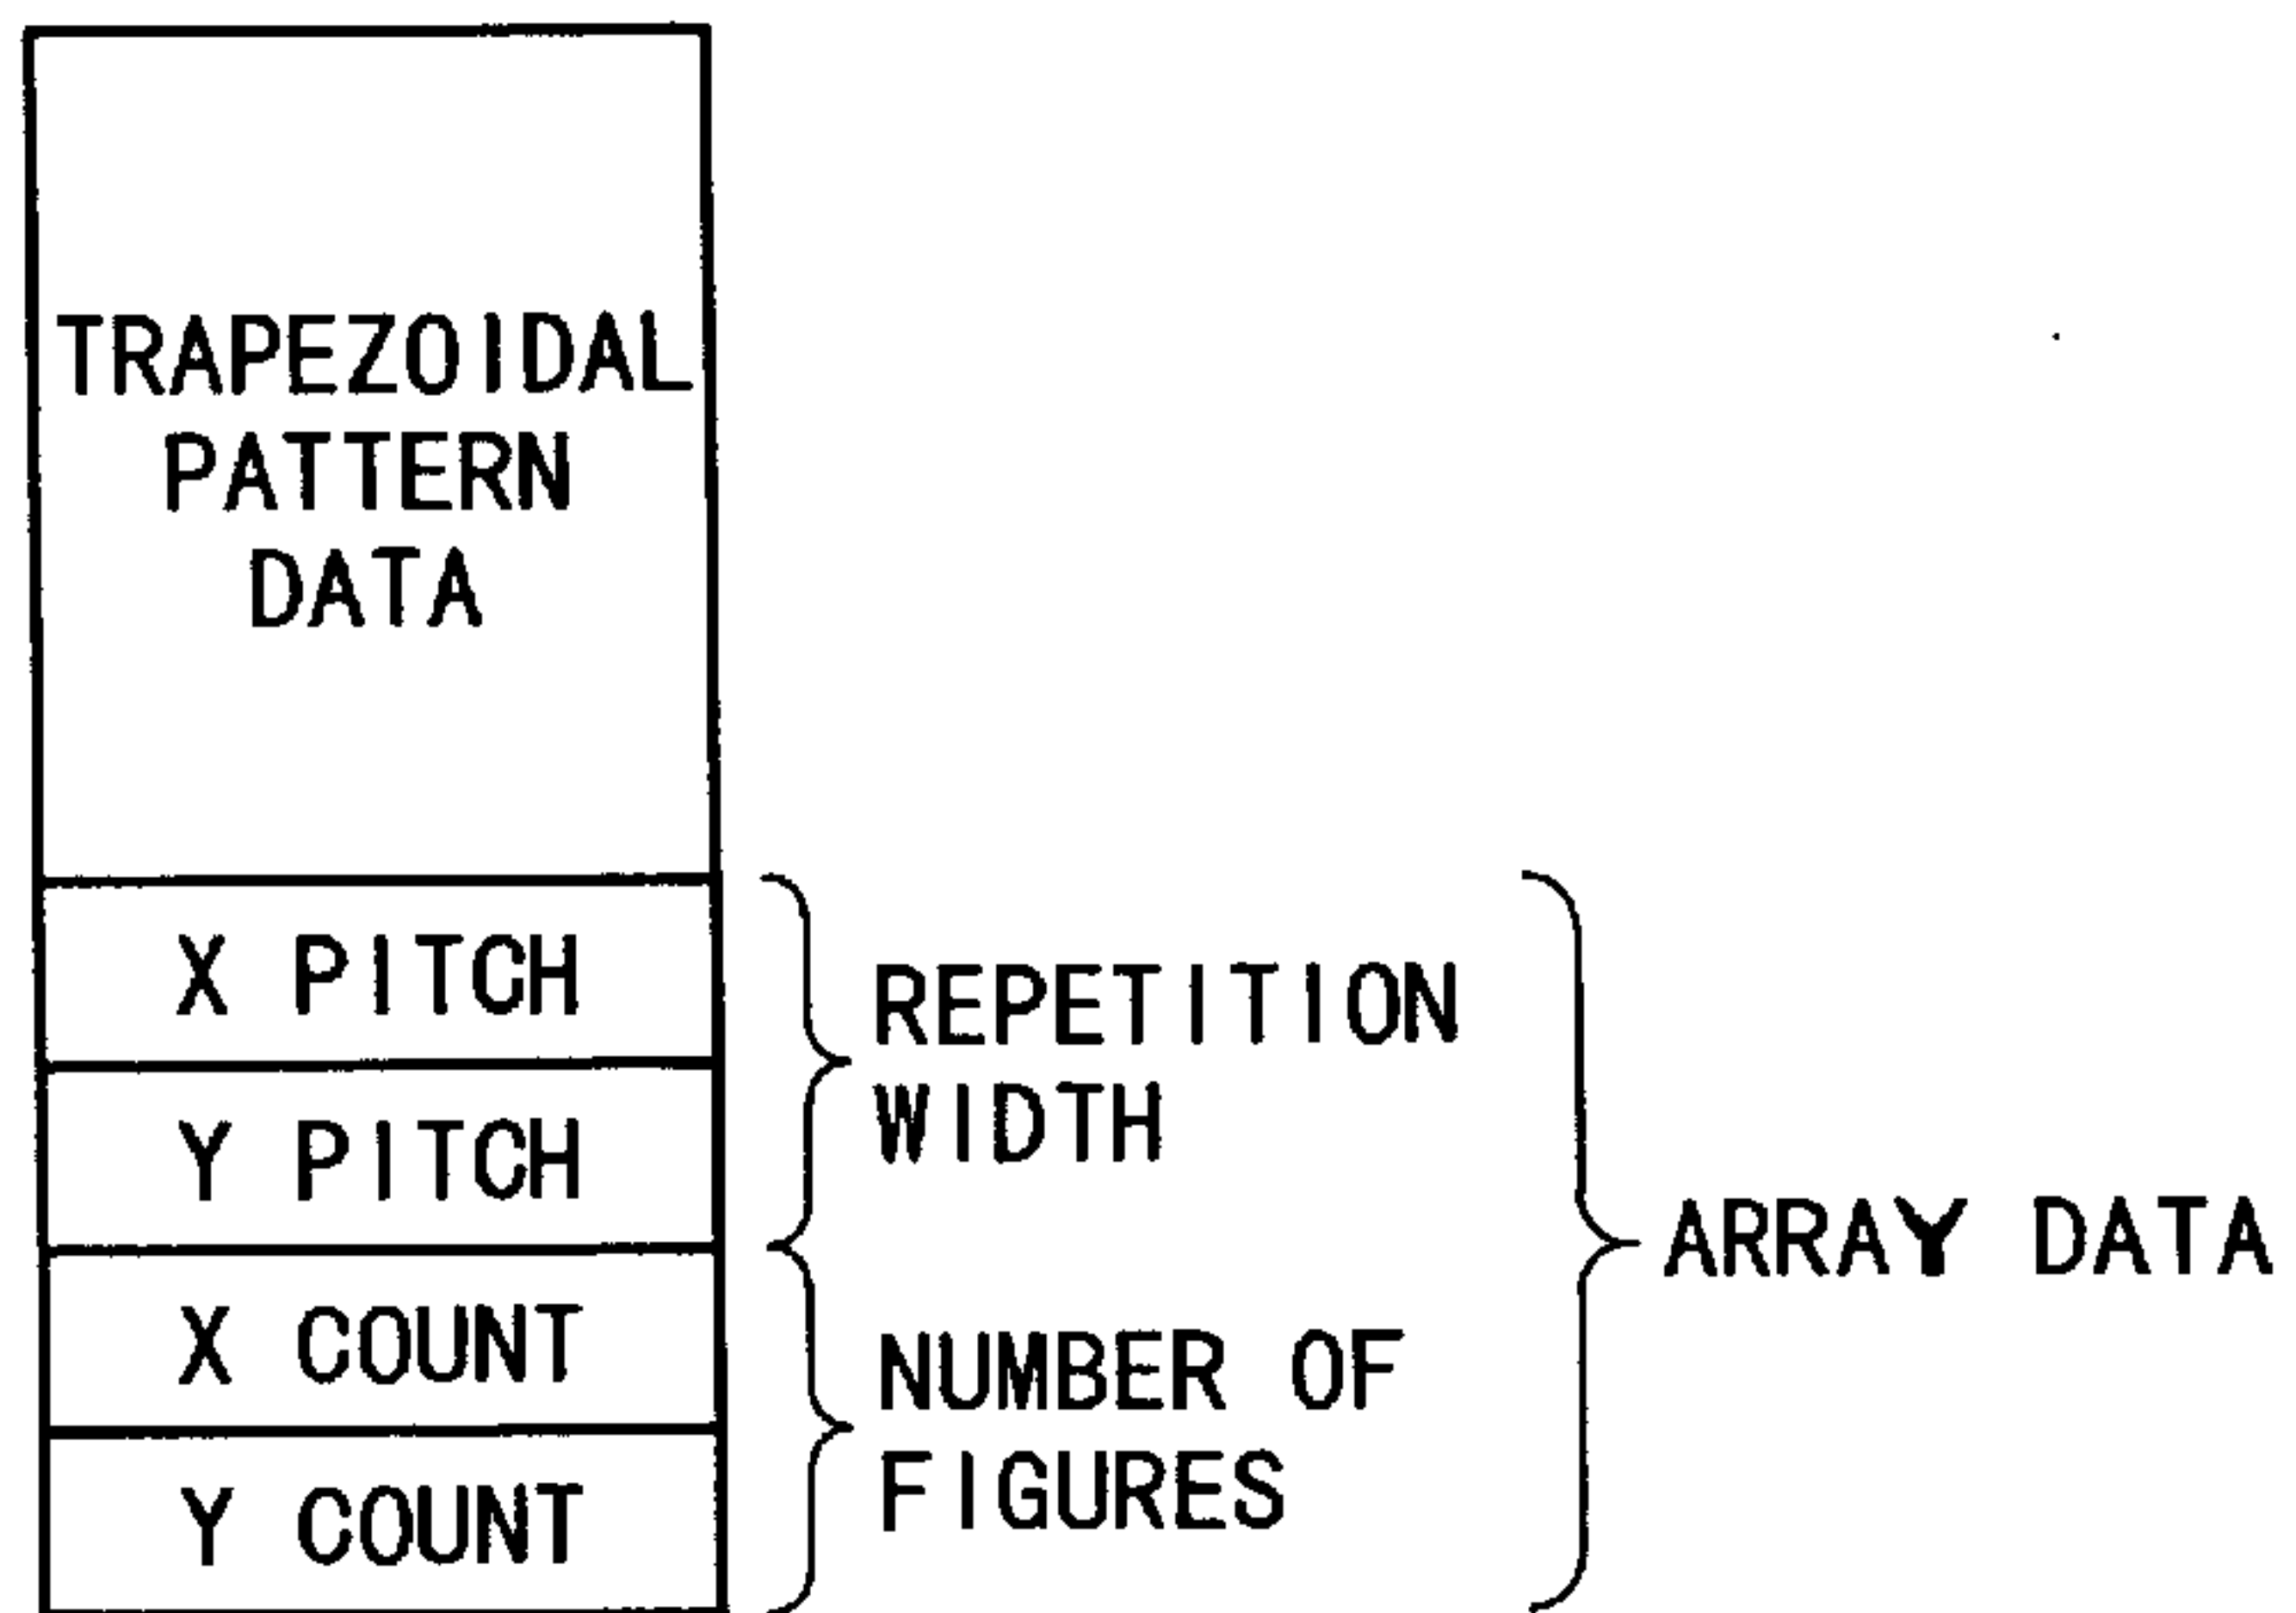 TRAPEZOIDAL
PATTERN
DATA
X PITCH
Y PITCH
X COUNT
Y COUNT
REPETITION
WIDTH
NUMBER OF
FIGURES
ARRAY DATA